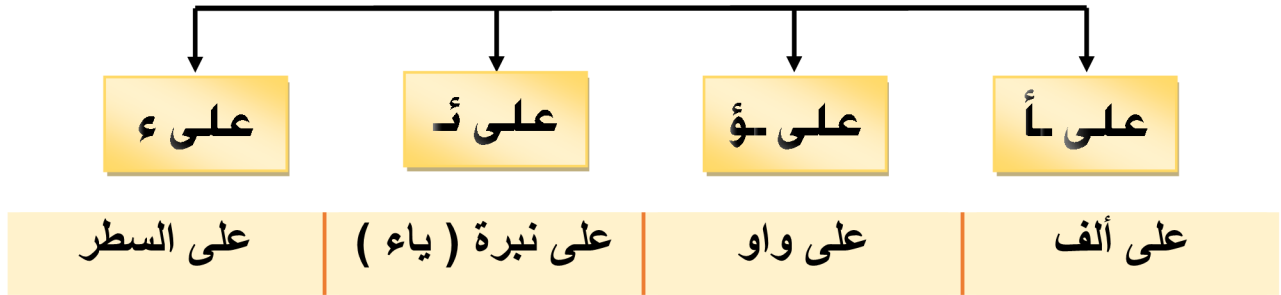 على ـأ
على ـؤ
على ئـ
على ء
على ألف
على واو
على نبرة ( ياء )
على السطر